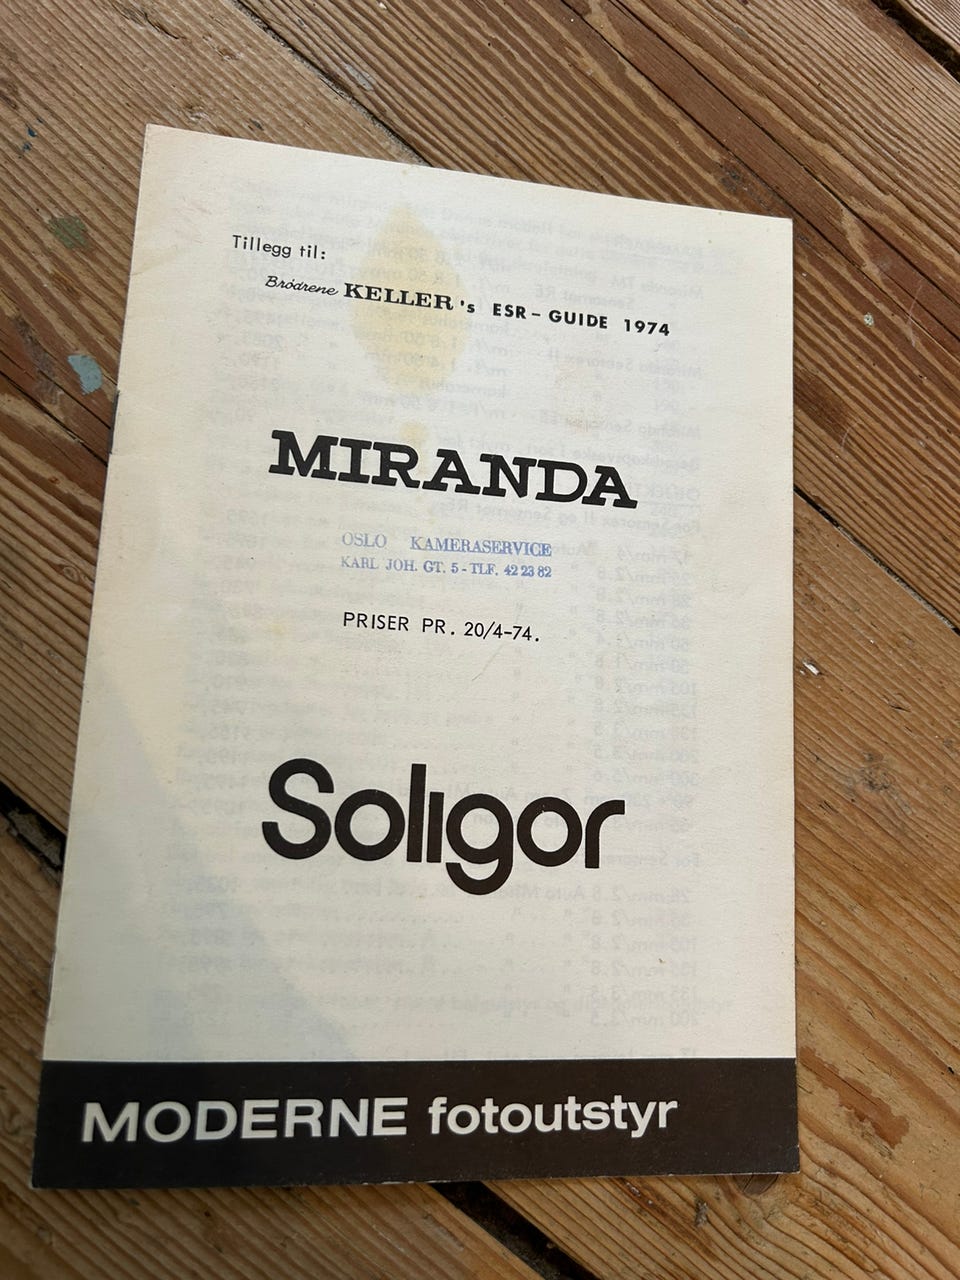 Tillegg til:
Brødrene KELLER's ESR-GUIDE 1974
MIRANDA
OSLO KAMERASERVICE
KARL JOH. GT. 5 - TLF. 42 23 82
PRISER PR. 20/4-74.
Soligor
MODERNE fotoutstyr